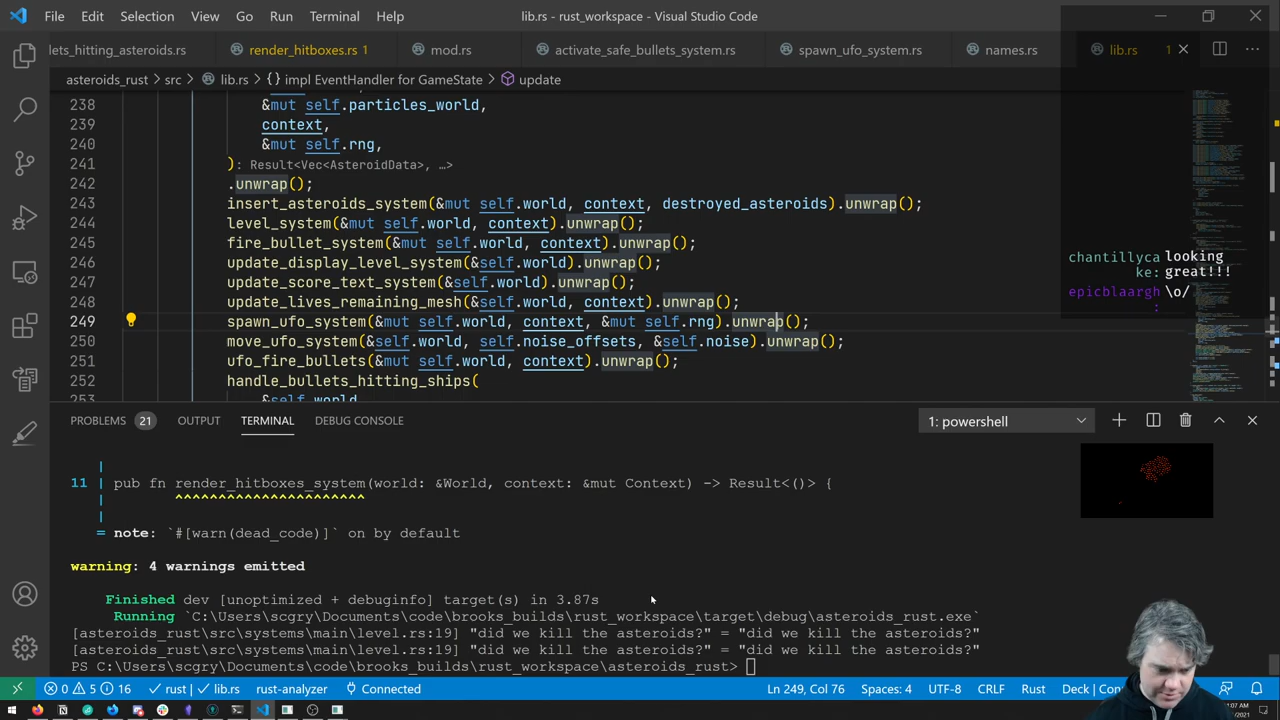 File Edit Selection View Go Run Terminal Help
lib.rs - rust_workspace - Visual Studio Code
lets_hitting_asteroids.rs render_hitboxes.rs 1 mod.rs activate_safe_bullets_system.rs spawn_ufo_system.rs names.rs lib.rs 1
asteroids_rust > src > lib.rs > {} impl EventHandler for GameState > update
238 &mut self.particles_world,
239 context,
240 &mut self.rng,
241 ): Result<Vec<AsteroidData>, …>
242 .unwrap();
243 insert_asteroids_systam(&mut self.world, context, destroyed_asteroids).unwrap();
244 level_system(&mut self.world, context).unwrap();
245 fire_bullet_system(&mut self.world, context).unwrap();
246 update_display_level_system(&self.world).unwrap();
247 update_score_text_system(&self.world).unwrap();
248 update_lives_remaining_mesh(&self.world, context).unwrap();
249 spawn_ufo_system(&mut self.world, context, &mut self.rng).unwrap();
250 move_ufo_system(&self.world, self.noise_offsets, &self.noise).unwrap();
251 ufo_fire_bullets(&mut self.world, context).unwrap();
252 handle_bullets_hitting_ships(
253 &self.world
chantillyca looking
ke: great!!!
epicblaargh \o/
:
PROBLEMS 21 OUTPUT TERMINAL DEBUG CONSOLE 1: powershell
|
11 | pub fn render_hitboxes_system(world: &World, context: &mut Context) -> Result<()> {
| ^^^^^^^^^^^^^^^^^^^^^^
|
= note: `#[warn(dead_code)]` on by default
warning: 4 warnings emitted
Finished dev [unoptimized + debuginfo] target(s) in 3.87s
Running `C:\Users\scgry\Documents\code\brooks_builds\rust_workspace\target\debug\asteroids_rust.exe`
[asteroids_rust\src\systems\main\level.rs:19] "did we kill the asteroids?" = "did we kill the asteroids?"
[asteroids_rust\src\systems\main\level.rs:19] "did we kill the asteroids?" = "did we kill the asteroids?"
PS C:\Users\scgry\Documents\code\brooks_builds\rust_workspace\asteroids_rust>
0 5 16 rust | lib.rs rust-analyzer Connected Ln 249, Col 76 Spaces: 4 UTF-8 CRLF Rust Deck | Con